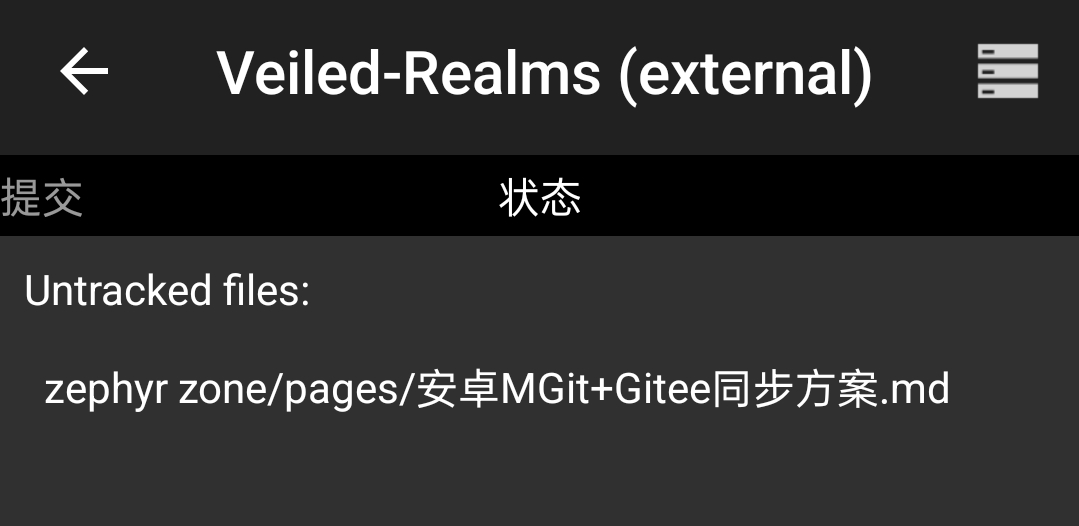 Veiled-Realms (external)
提交 状态
Untracked files:
zephyr zone/pages/安卓MGit+Gitee同步方案.md